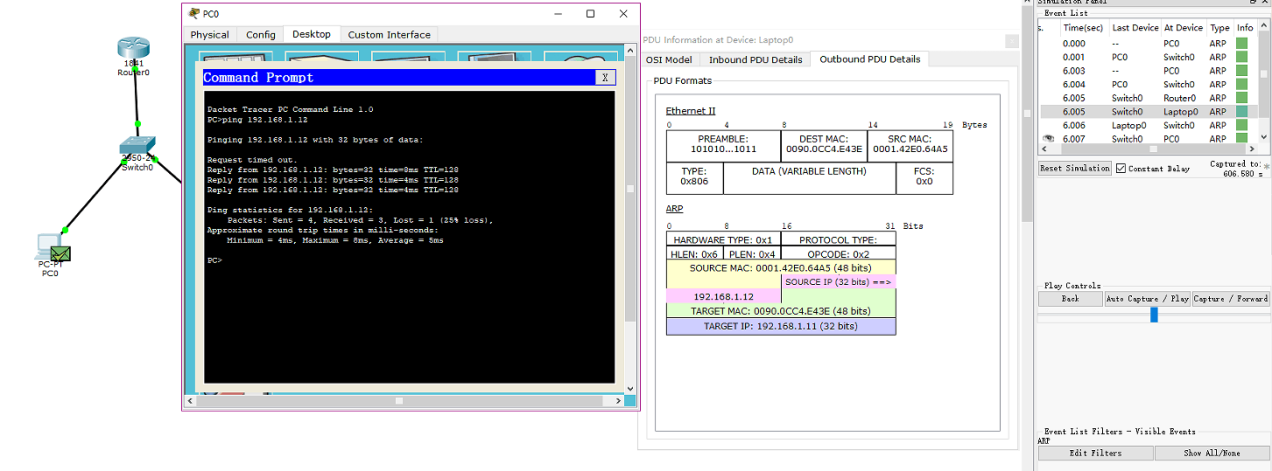 1841
Router0
2950-24
Switch0
PC-PT
PC0
PC0
Physical Config Desktop Custom Interface
Command Prompt X
Packet Tracer PC Command Line 1.0
PC>ping 192.168.1.12
Pinging 192.168.1.12 with 32 bytes of data:
Request timed out.
Reply from 192.168.1.12: bytes=32 time=8ms TTL=128
Reply from 192.168.1.12: bytes=32 time=4ms TTL=128
Reply from 192.168.1.12: bytes=32 time=4ms TTL=128
Ping statistics for 192.168.1.12:
Packets: Sent = 4, Received = 3, Lost = 1 (25% loss),
Approximate round trip times in milli-seconds:
Minimum = 4ms, Maximum = 8ms, Average = 5ms
PC>
PDU Information at Device: Laptop0
OSI Model Inbound PDU Details Outbound PDU Details
PDU Formats
Ethernet II
0 4 8 14 19 Bytes
PREAMBLE: DEST MAC: SRC MAC:
101010...1011 0090.0CC4.E43E 0001.42E0.64A5
TYPE: DATA (VARIABLE LENGTH) FCS:
0x806 0x0
ARP
0 8 16 31 Bits
HARDWARE TYPE: 0x1 PROTOCOL TYPE:
HLEN: 0x6 PLEN: 0x4 OPCODE: 0x2
SOURCE MAC: 0001.42E0.64A5 (48 bits)
SOURCE IP (32 bits) ==>
192.168.1.12
TARGET MAC: 0090.0CC4.E43E (48 bits)
TARGET IP: 192.168.1.11 (32 bits)
Simulation Panel
Event List
s. Time(sec) Last Device At Device Type Info
0.000 -- PC0 ARP
0.001 PC0 Switch0 ARP
6.003 -- PC0 ARP
6.004 PC0 Switch0 ARP
6.005 Switch0 Router0 ARP
6.005 Switch0 Laptop0 ARP
6.006 Laptop0 Switch0 ARP
6.007 Switch0 PC0 ARP
Reset Simulation Constant Delay Captured to: *
606.580 s
Play Controls
Back Auto Capture / Play Capture / Forward
Event List Filters - Visible Events
ARP
Edit Filters Show All/None